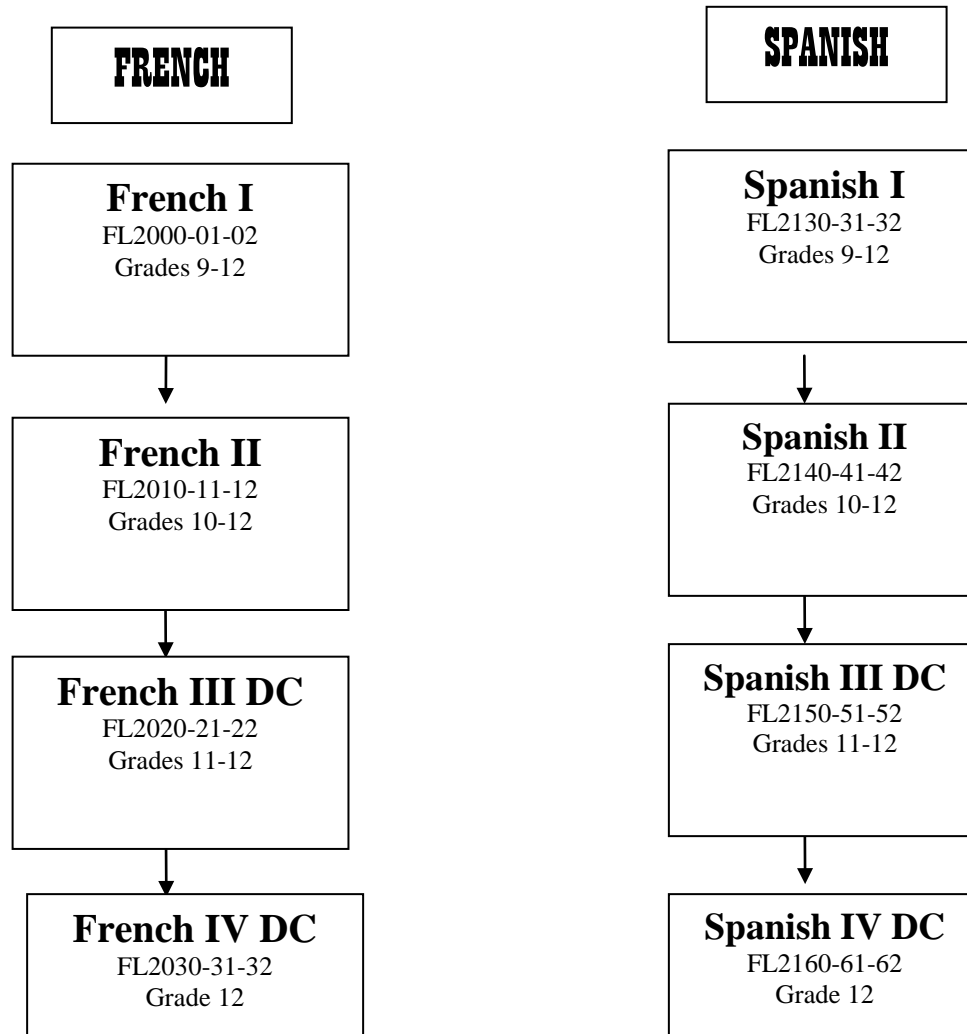 FRENCH
French I
FL2000-01-02
Grades 9-12
French II
FL2010-11-12
Grades 10-12
French III DC
FL2020-21-22
Grades 11-12
French IV DC
FL2030-31-32
Grade 12
SPANISH
Spanish I
FL2130-31-32
Grades 9-12
Spanish II
FL2140-41-42
Grades 10-12
Spanish III DC
FL2150-51-52
Grades 11-12
Spanish IV DC
FL2160-61-62
Grade 12